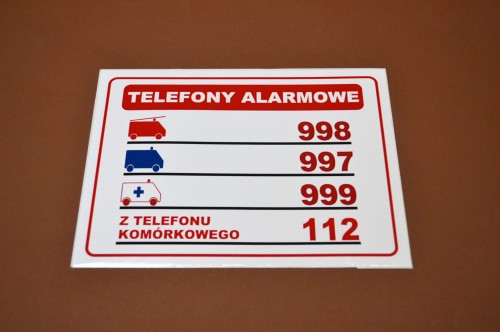 TELEFONY ALARMOWE
998
997
999
Z TELEFONU
KOMÓRKOWEGO 112